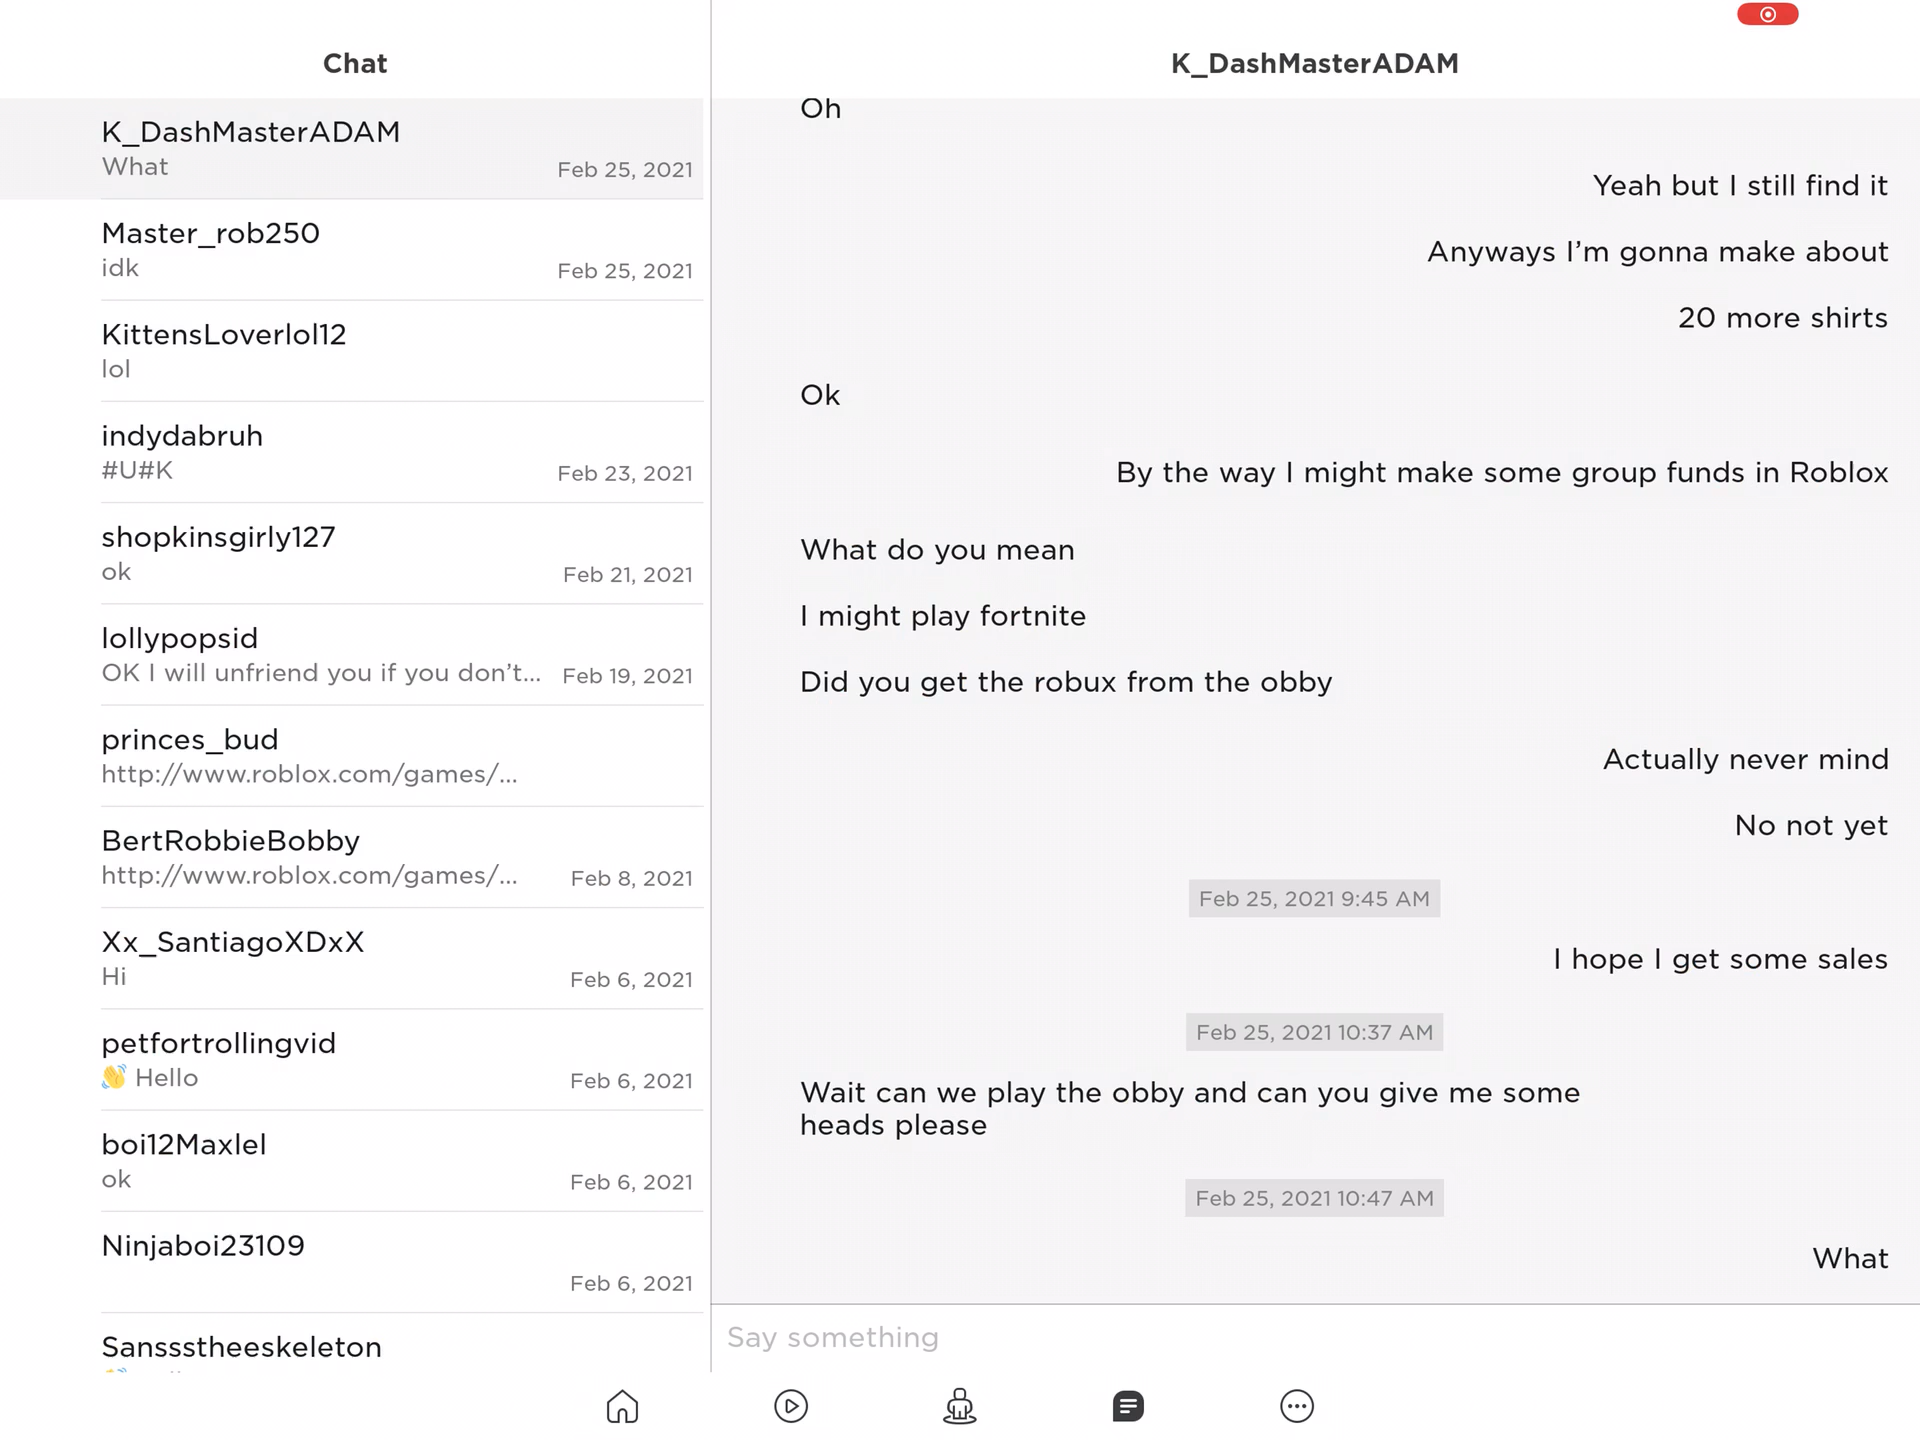 Chat
K_DashMasterADAM
What
Feb 25, 2021
Master_rob250
idk
Feb 25, 2021
KittensLoverlol12
lol
indydabruh
#U#K
Feb 23, 2021
shopkinsgirly127
ok
Feb 21, 2021
lollypopsid
OK I will unfriend you if you don’t...
Feb 19, 2021
princes_bud
http://www.roblox.com/games/...
BertRobbieBobby
http://www.roblox.com/games/...
Feb 8, 2021
Xx_SantiagoXDxX
Hi
Feb 6, 2021
petfortrollingvid
👋 Hello
Feb 6, 2021
boi12Maxlel
ok
Feb 6, 2021
Ninjaboi23109
Feb 6, 2021
Sanssstheeskeleton
K_DashMasterADAM
Oh
Yeah but I still find it
Anyways I’m gonna make about
20 more shirts
Ok
By the way I might make some group funds in Roblox
What do you mean
I might play fortnite
Did you get the robux from the obby
Actually never mind
No not yet
Feb 25, 2021 9:45 AM
I hope I get some sales
Feb 25, 2021 10:37 AM
Wait can we play the obby and can you give me some
heads please
Feb 25, 2021 10:47 AM
What
Say something